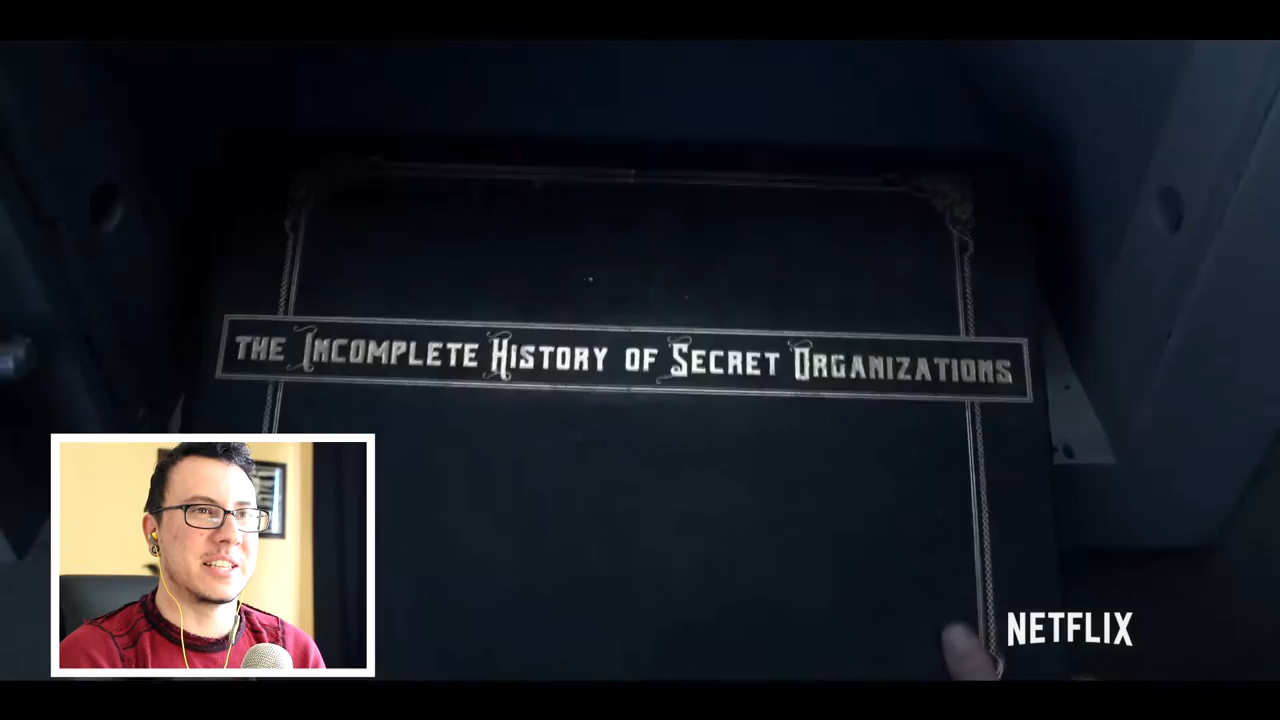 THE INCOMPLETE HISTORY OF SECRET ORGANIZATIONS
NETFLIX